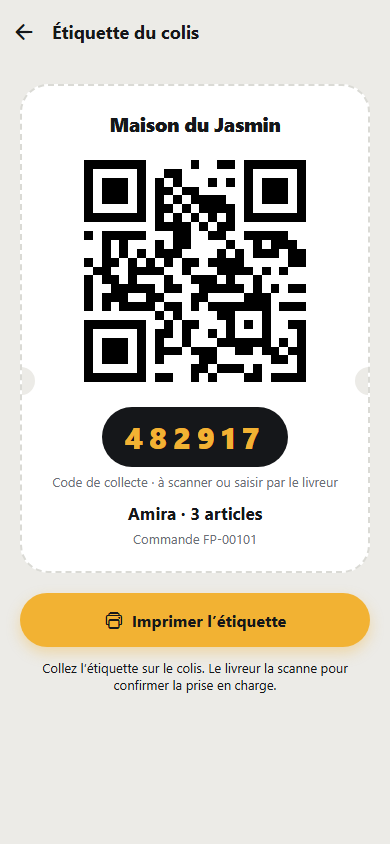 Étiquette du colis
Maison du Jasmin
482917
Code de collecte · à scanner ou saisir par le livreur
Amira · 3 articles
Commande FP-00101
Imprimer l’étiquette
Collez l’étiquette sur le colis. Le livreur la scanne pour
confirmer la prise en charge.